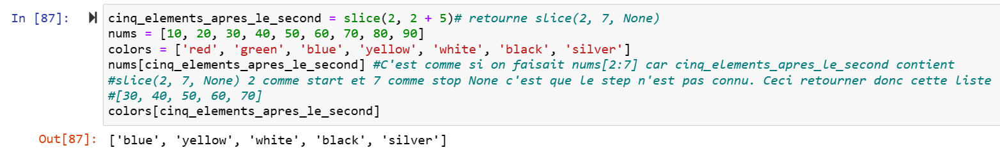 In [87]: cinq_elements_apres_le_second = slice(2, 2 + 5)# retourne slice(2, 7, None)
nums = [10, 20, 30, 40, 50, 60, 70, 80, 90]
colors = ['red', 'green', 'blue', 'yellow', 'white', 'black', 'silver']
nums[cinq_elements_apres_le_second] #C'est comme si on faisait nums[2:7] car cinq_elements_apres_le_second contient
#slice(2, 7, None) 2 comme start et 7 comme stop None c'est que le step n'est pas connu. Ceci retourner donc cette liste
#[30, 40, 50, 60, 70]
colors[cinq_elements_apres_le_second]
Out[87]: ['blue', 'yellow', 'white', 'black', 'silver']